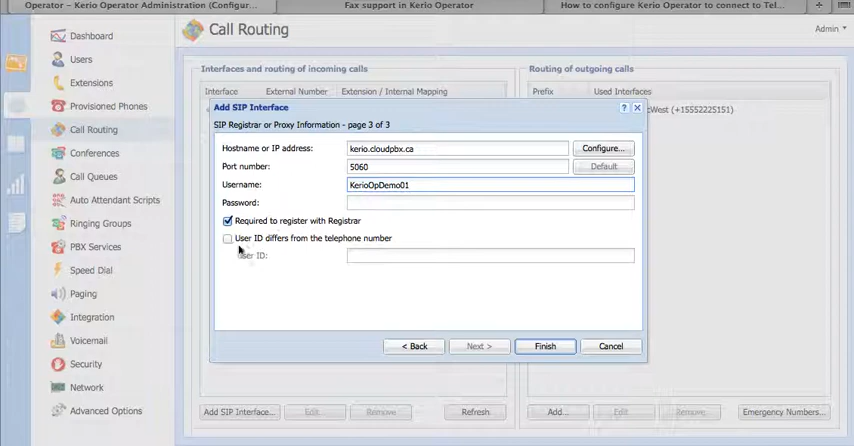 Operator - Kerio Operator Administration (Configur...
Fax support in Kerio Operator
How to configure Kerio Operator to connect to Tel...
Call Routing
Admin
Dashboard
Users
Extensions
Provisioned Phones
Call Routing
Conferences
Call Queues
Auto Attendant Scripts
Ringing Groups
PBX Services
Speed Dial
Paging
Integration
Voicemail
Security
Network
Advanced Options
Interfaces and routing of incoming calls
Interface External Number Extension / Internal Mapping
Routing of outgoing calls
Prefix Used Interfaces
cWest (+15552225151)
Add SIP Interface
SIP Registrar or Proxy Information - page 3 of 3
Hostname or IP address: kerio.cloudpbx.ca Configure...
Port number: 5060 Default
Username: KerioOpDemo01
Password:
Required to register with Registrar
User ID differs from the telephone number
User ID:
< Back Next > Finish Cancel
Add SIP Interface... Edit... Remove Refresh
Add... Edit... Remove... Emergency Numbers...